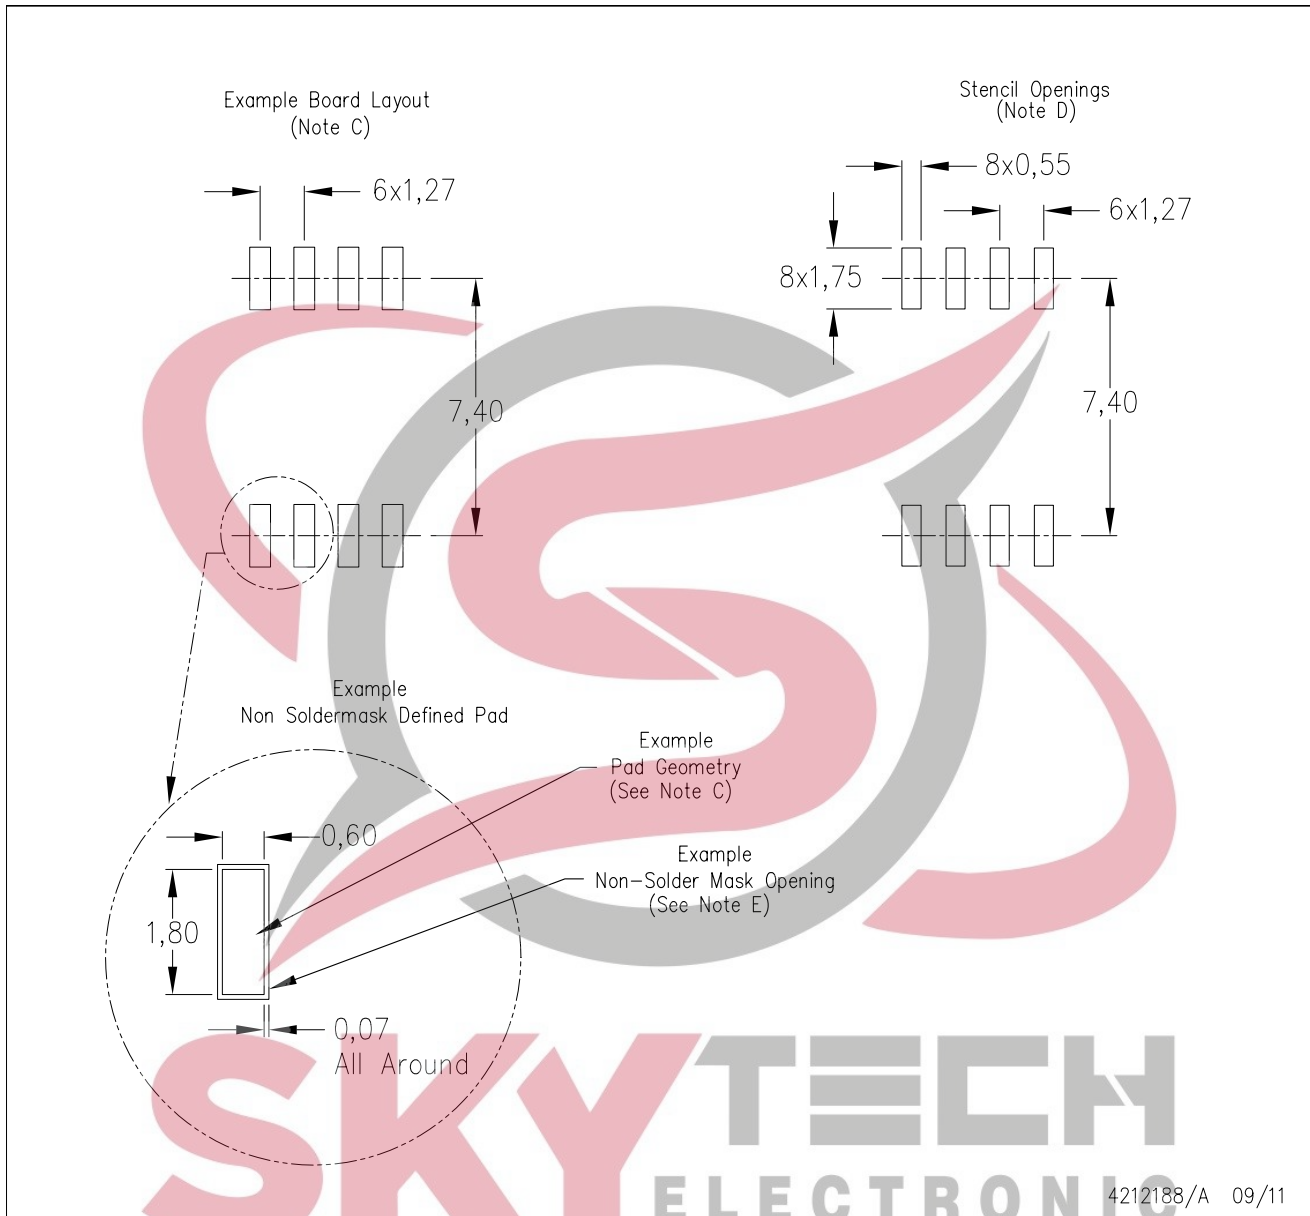 Example Board Layout
(Note C)
6x1,27
7,40
Stencil Openings
(Note D)
8x0,55
6x1,27
8x1,75
7,40
Example
Non Soldermask Defined Pad
Example
Pad Geometry
(See Note C)
0,60
Example
Non-Solder Mask Opening
(See Note E)
1,80
0,07
All Around
SKYTECH
ELECTRONIC
4212188/A 09/11